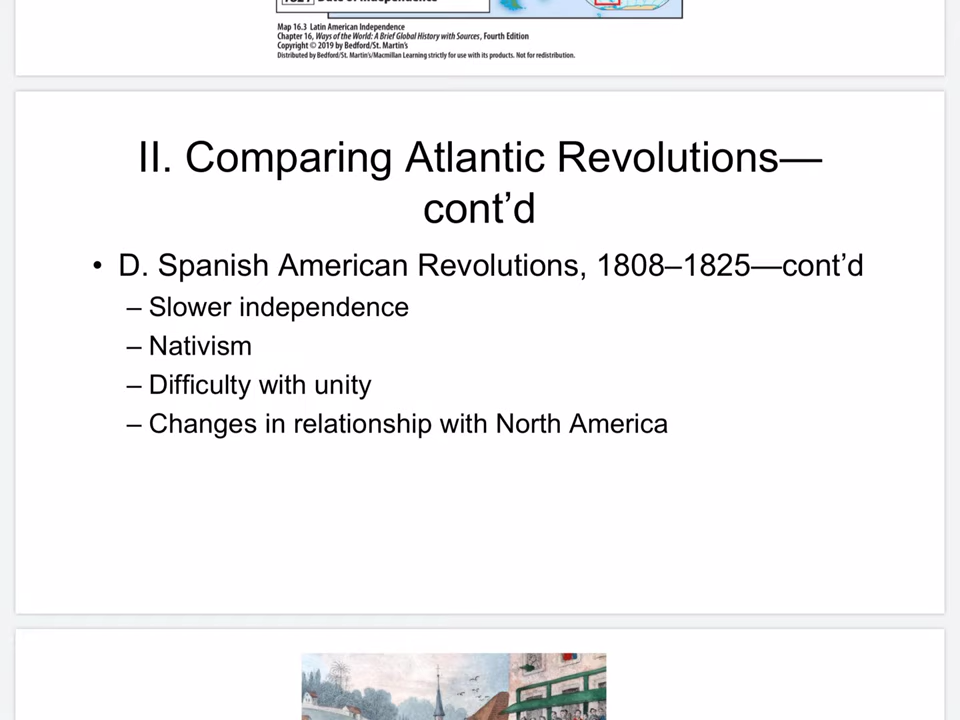 Map 16.3 Latin American Independence
Chapter 16, Ways of the World: A Brief Global History with Sources, Fourth Edition
Copyright © 2019 by Bedford/St. Martin's
Distributed by Bedford/St. Martin's/Macmillan Learning strictly for use with its products. Not for redistribution.
II. Comparing Atlantic Revolutions—
cont’d
• D. Spanish American Revolutions, 1808–1825—cont’d
– Slower independence
– Nativism
– Difficulty with unity
– Changes in relationship with North America